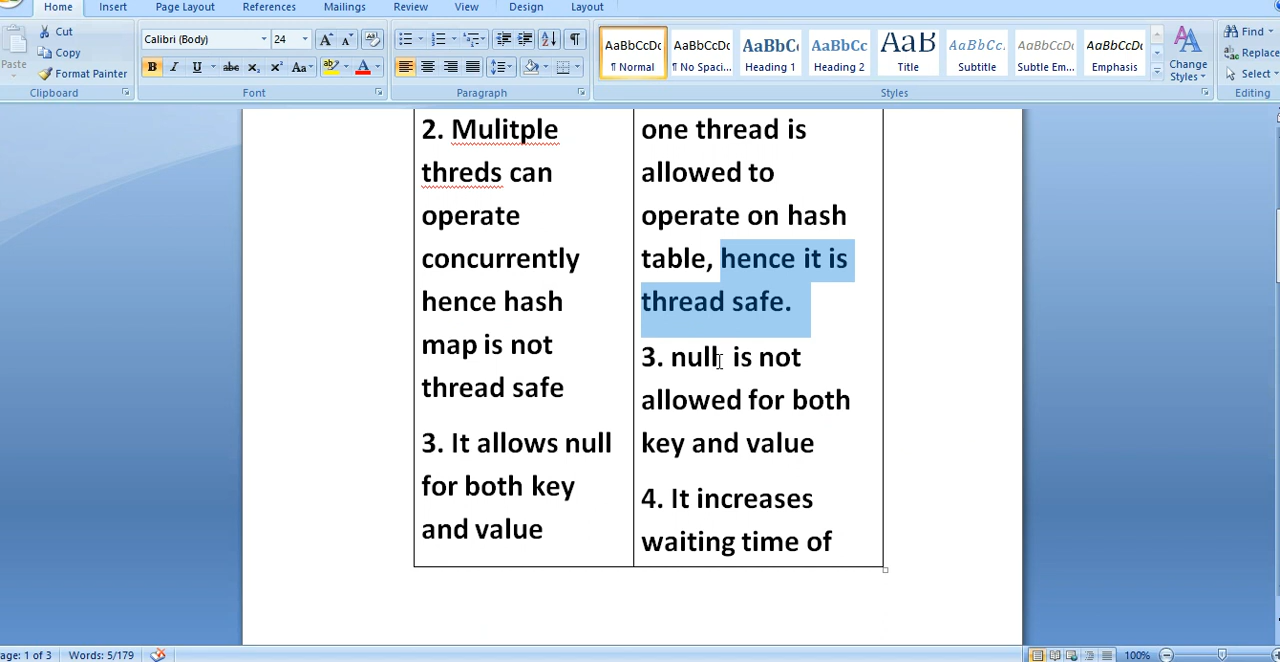 Home Insert Page Layout References Mailings Review View Design Layout
Cut
Copy
Format Painter
Paste
Clipboard
Calibri (Body) 24
Font
Paragraph
AaBbCcDc AaBbCcDc AaBbCc AaBbCc AaB AaBbCc. AaBbCcDc AaBbCcDc
¶ Normal ¶ No Spaci... Heading 1 Heading 2 Title Subtitle Subtle Em... Emphasis
Change
Styles
Styles
Find
Replace
Select
Editing
2. Mulitple
threds can
operate
concurrently
hence hash
map is not
thread safe
3. It allows null
for both key
and value
one thread is
allowed to
operate on hash
table, hence it is
thread safe.
3. null is not
allowed for both
key and value
4. It increases
waiting time of
age: 1 of 3 Words: 5/179 100%